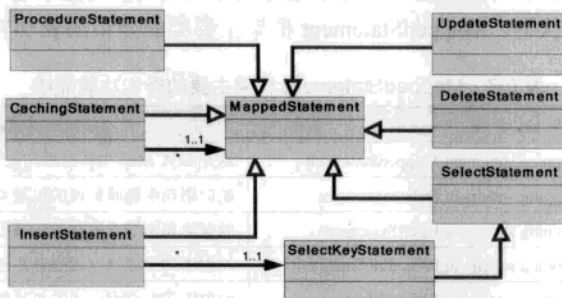 ProcedureStatement
UpdateStatement
CachingStatement
MappedStatement
DeleteStatement
1..1
*
SelectStatement
InsertStatement
*
1..1
SelectKeyStatement